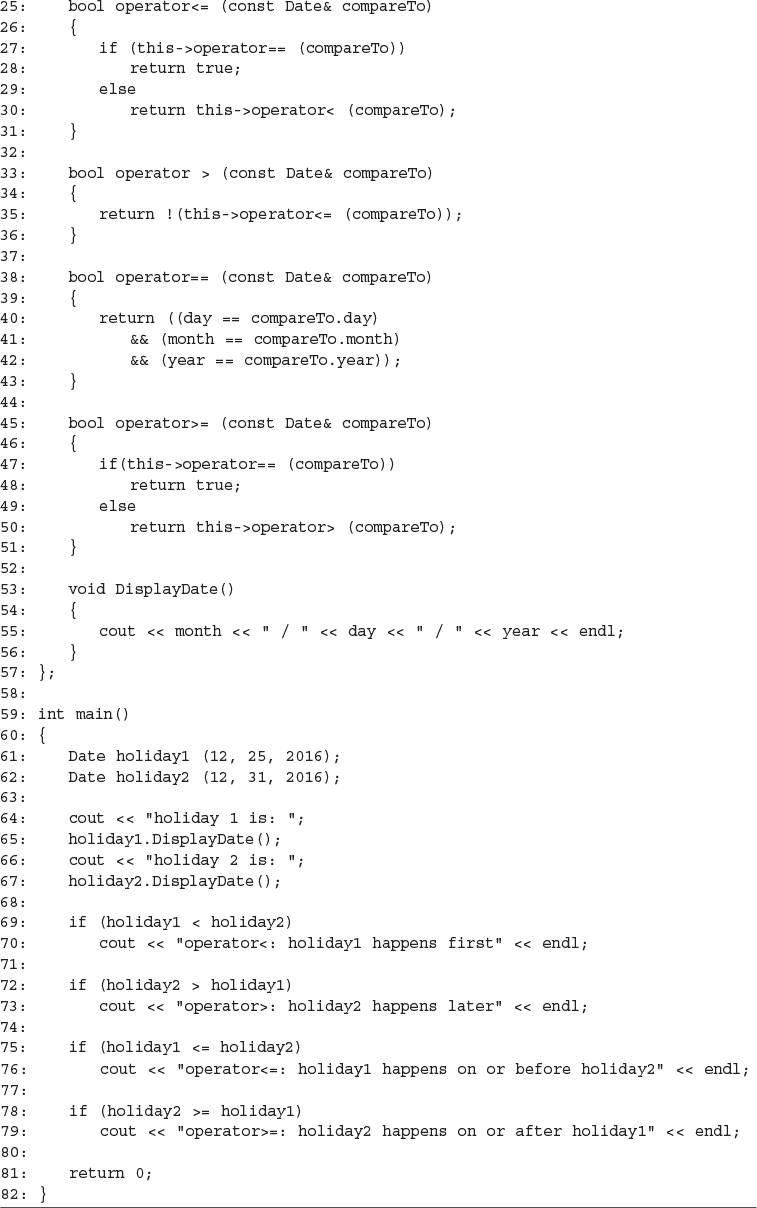 25:    bool operator<= (const Date& compareTo)
26:    {
27:       if (this->operator== (compareTo))
28:          return true;
29:       else
30:          return this->operator< (compareTo);
31:    }
32:
33:    bool operator > (const Date& compareTo)
34:    {
35:       return !(this->operator<= (compareTo));
36:    }
37:
38:    bool operator== (const Date& compareTo)
39:    {
40:       return ((day == compareTo.day)
41:          && (month == compareTo.month)
42:          && (year == compareTo.year));
43:    }
44:
45:    bool operator>= (const Date& compareTo)
46:    {
47:       if(this->operator== (compareTo))
48:          return true;
49:       else
50:          return this->operator> (compareTo);
51:    }
52:
53:    void DisplayDate()
54:    {
55:       cout << month << " / " << day << " / " << year << endl;
56:    }
57: };
58:
59: int main()
60: {
61:    Date holiday1 (12, 25, 2016);
62:    Date holiday2 (12, 31, 2016);
63:
64:    cout << "holiday 1 is: ";
65:    holiday1.DisplayDate();
66:    cout << "holiday 2 is: ";
67:    holiday2.DisplayDate();
68:
69:    if (holiday1 < holiday2)
70:       cout << "operator<: holiday1 happens first" << endl;
71:
72:    if (holiday2 > holiday1)
73:       cout << "operator>: holiday2 happens later" << endl;
74:
75:    if (holiday1 <= holiday2)
76:       cout << "operator<=: holiday1 happens on or before holiday2" << endl;
77:
78:    if (holiday2 >= holiday1)
79:       cout << "operator>=: holiday2 happens on or after holiday1" << endl;
80:
81:    return 0;
82: }